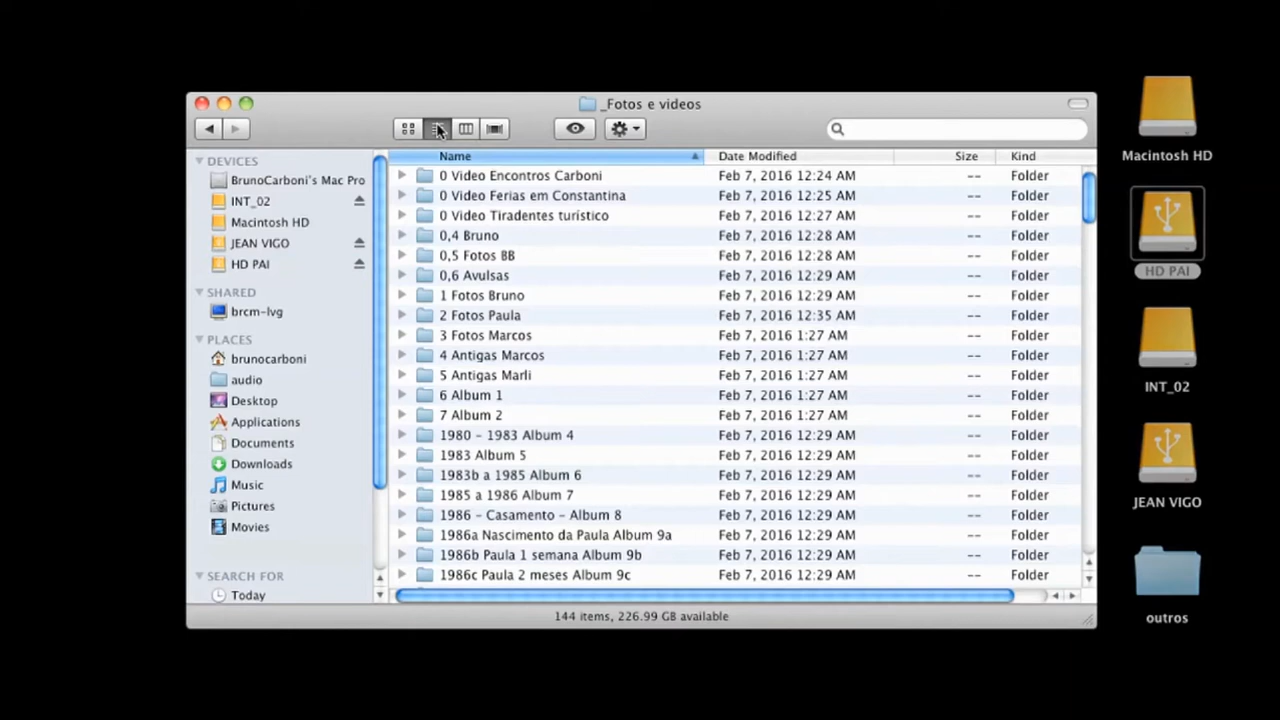 _Fotos e videos
DEVICES
BrunoCarboni's Mac Pro
INT_02
Macintosh HD
JEAN VIGO
HD PAI
SHARED
brcm-lvg
PLACES
brunocarboni
audio
Desktop
Applications
Documents
Downloads
Music
Pictures
Movies
SEARCH FOR
Today
Name Date Modified Size Kind
0 Video Encontros Carboni Feb 7, 2016 12:24 AM -- Folder
0 Video Ferias em Constantina Feb 7, 2016 12:25 AM -- Folder
0 Video Tiradentes turistico Feb 7, 2016 12:27 AM -- Folder
0,4 Bruno Feb 7, 2016 12:28 AM -- Folder
0,5 Fotos BB Feb 7, 2016 12:28 AM -- Folder
0,6 Avulsas Feb 7, 2016 12:29 AM -- Folder
1 Fotos Bruno Feb 7, 2016 12:29 AM -- Folder
2 Fotos Paula Feb 7, 2016 12:35 AM -- Folder
3 Fotos Marcos Feb 7, 2016 1:27 AM -- Folder
4 Antigas Marcos Feb 7, 2016 1:27 AM -- Folder
5 Antigas Marli Feb 7, 2016 1:27 AM -- Folder
6 Album 1 Feb 7, 2016 1:27 AM -- Folder
7 Album 2 Feb 7, 2016 1:27 AM -- Folder
1980 - 1983 Album 4 Feb 7, 2016 12:29 AM -- Folder
1983 Album 5 Feb 7, 2016 12:29 AM -- Folder
1983b a 1985 Album 6 Feb 7, 2016 12:29 AM -- Folder
1985 a 1986 Album 7 Feb 7, 2016 12:29 AM -- Folder
1986 - Casamento - Album 8 Feb 7, 2016 12:29 AM -- Folder
1986a Nascimento da Paula Album 9a Feb 7, 2016 12:29 AM -- Folder
1986b Paula 1 semana Album 9b Feb 7, 2016 12:29 AM -- Folder
1986c Paula 2 meses Album 9c Feb 7, 2016 12:29 AM -- Folder
144 items, 226.99 GB available
Macintosh HD
HD PAI
INT_02
JEAN VIGO
outros